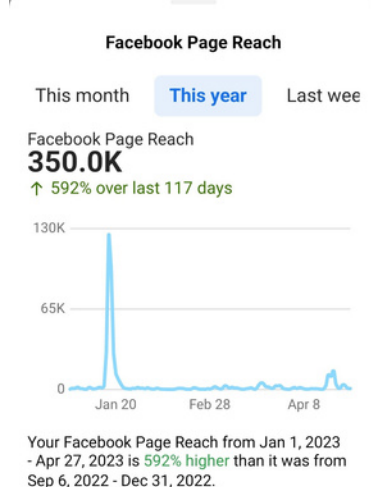 Facebook Page Reach
This month This year Last wee
Facebook Page Reach
350.0K
↑ 592% over last 117 days
130K
65K
0
Jan 20 Feb 28 Apr 8
Your Facebook Page Reach from Jan 1, 2023
- Apr 27, 2023 is 592% higher than it was from
Sep 6, 2022 - Dec 31, 2022.